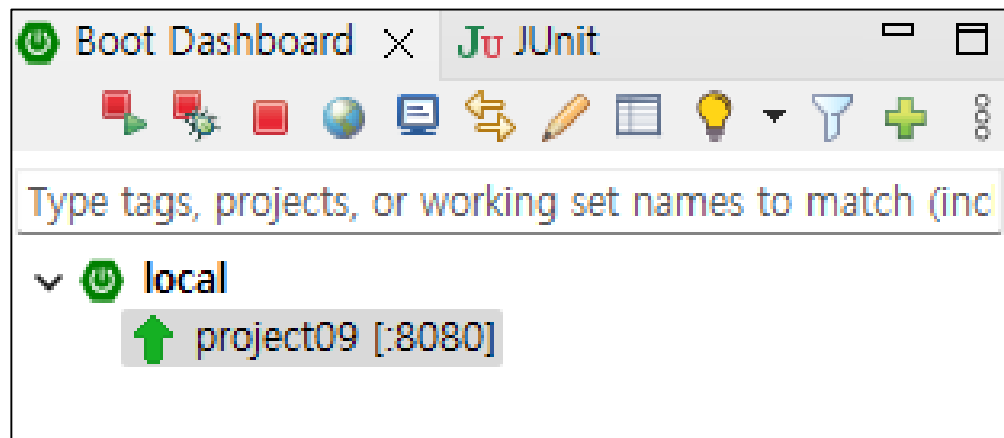 Boot Dashboard JUnit
Type tags, projects, or working set names to match (inc
local
project09 [:8080]